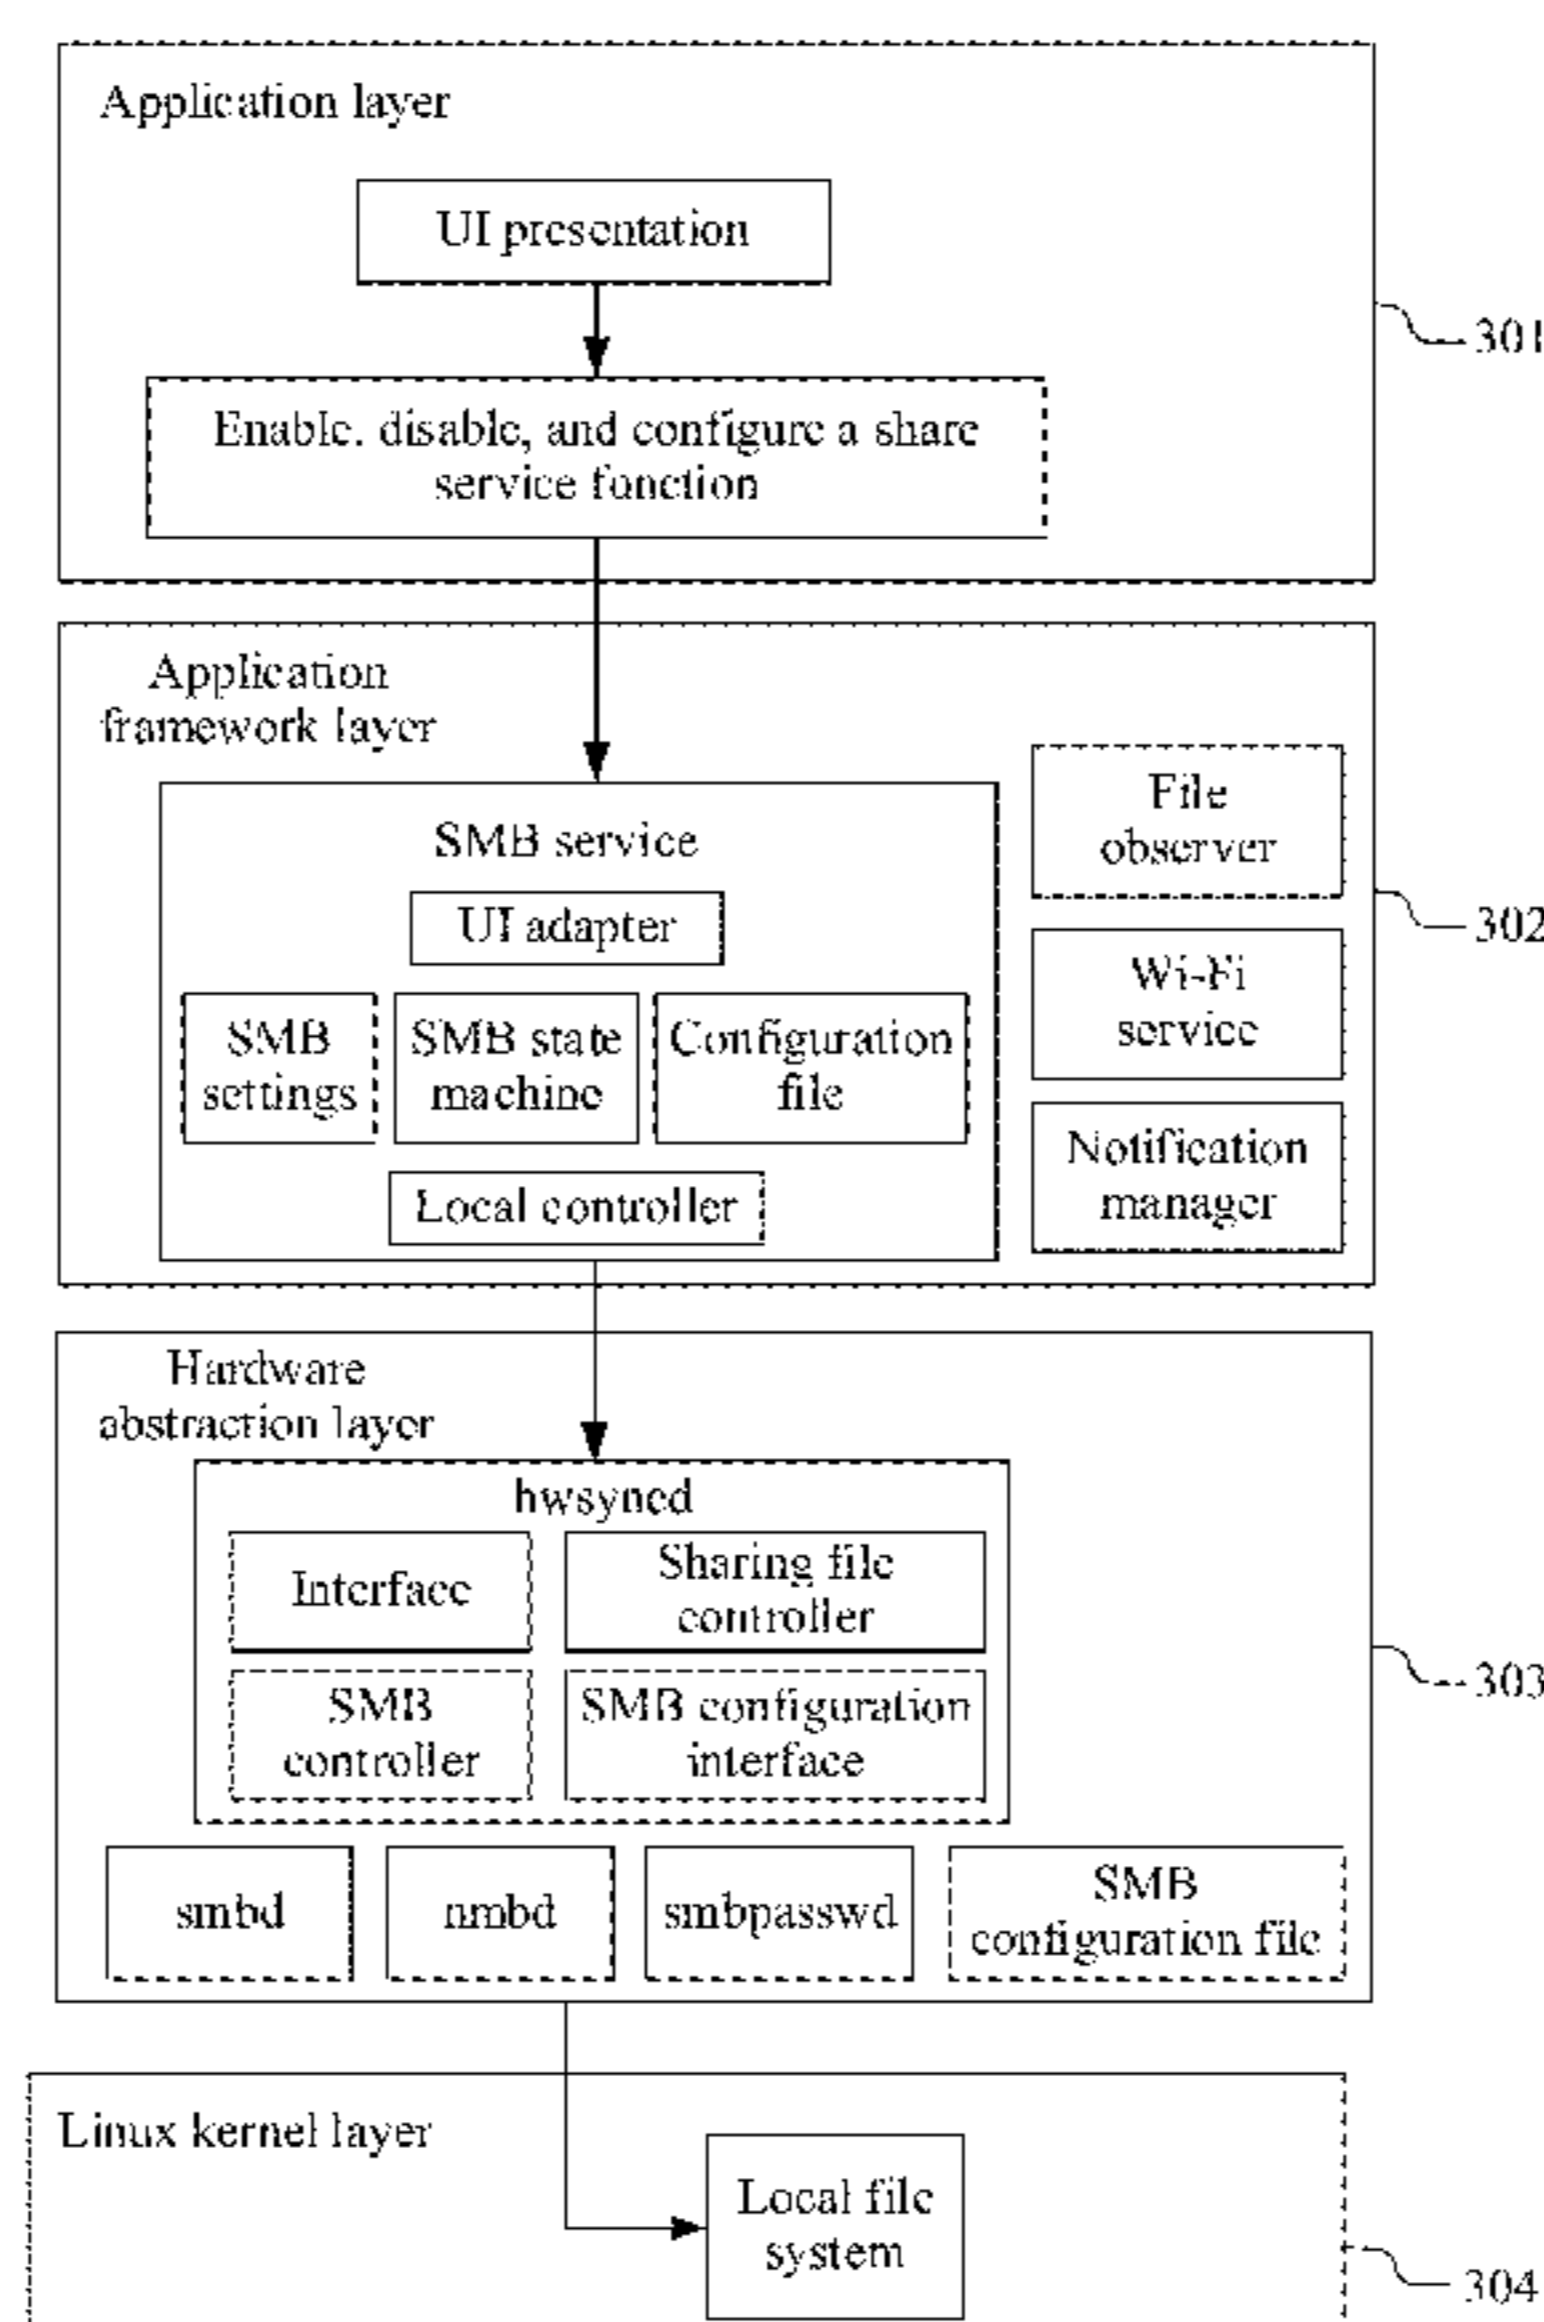 Application layer
UI presentation
Enable, disable, and configure a share
service function
301
Application
framework layer
SMB service
UI adapter
SMB
settings
SMB state
machine
Configuration
file
Local controller
File
observer
Wi-Fi
service
Notification
manager
302
Hardware
abstraction layer
hwsyned
Interface
Sharing file
controller
SMB
controller
SMB configuration
interface
smbd
nmbd
smbpasswd
SMB
configuration file
303
Linux kernel layer
Local file
system
304